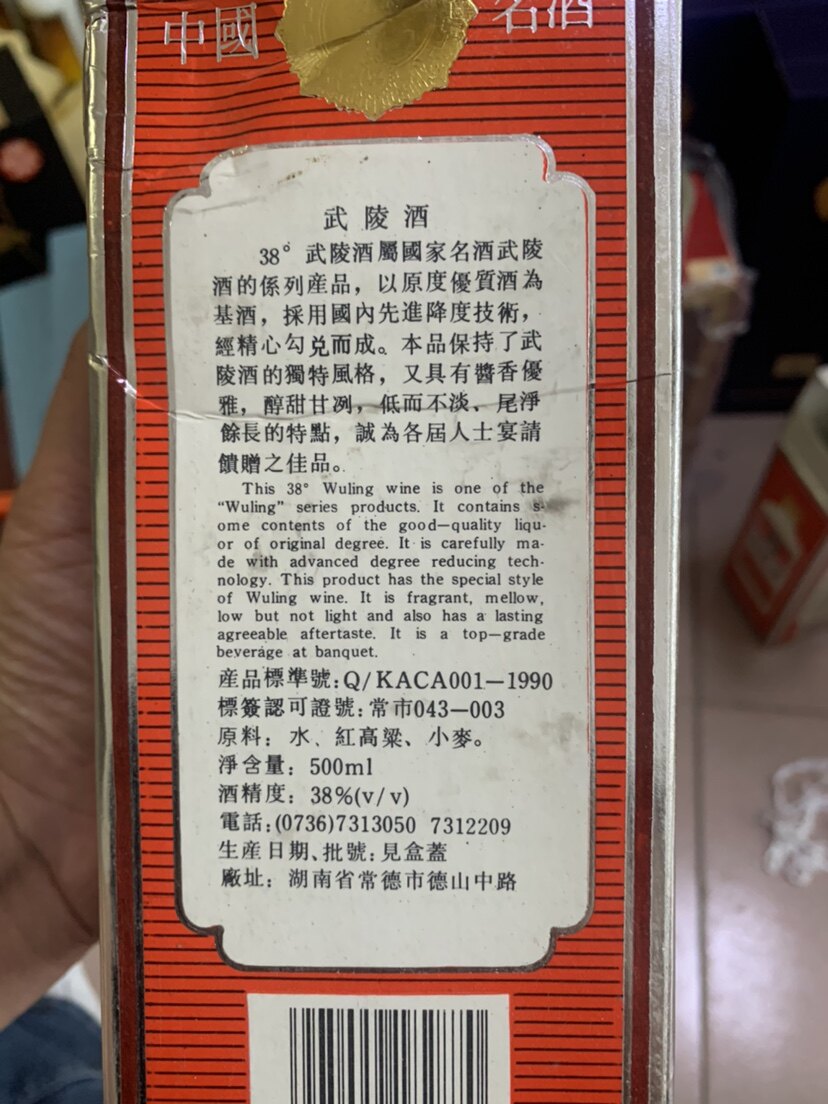 中國 名酒
武陵酒
38° 武陵酒屬國家名酒武陵
酒的係列産品，以原度優質酒為
基酒，採用國內先進降度技術，
經精心勾兑而成。本品保持了武
陵酒的獨特風格，又具有醬香優
雅，醇甜甘冽，低而不淡、尾淨
餘長的特點，誠為各屆人士宴請
饋贈之佳品。
This 38° Wuling wine is one of the
“Wuling” series products. It contains s-
ome contents of the good—quality liqu-
or of original degree. It is carefully ma-
de with advanced degree reducing tech-
nology. This product has the special style
of Wuling wine. It is fragrant, mellow,
low but not light and also has a lasting
agreeable aftertaste. It is a top—grade
beverage at banquet.
産品標準號：Q/KACA001—1990
標簽認可證號：常市043—003
原料：水、紅高粱、小麥。
淨含量：500ml
酒精度：38%(v/v)
電話：(0736)7313050 7312209
生産日期、批號：見盒蓋
廠址：湖南省常德市德山中路